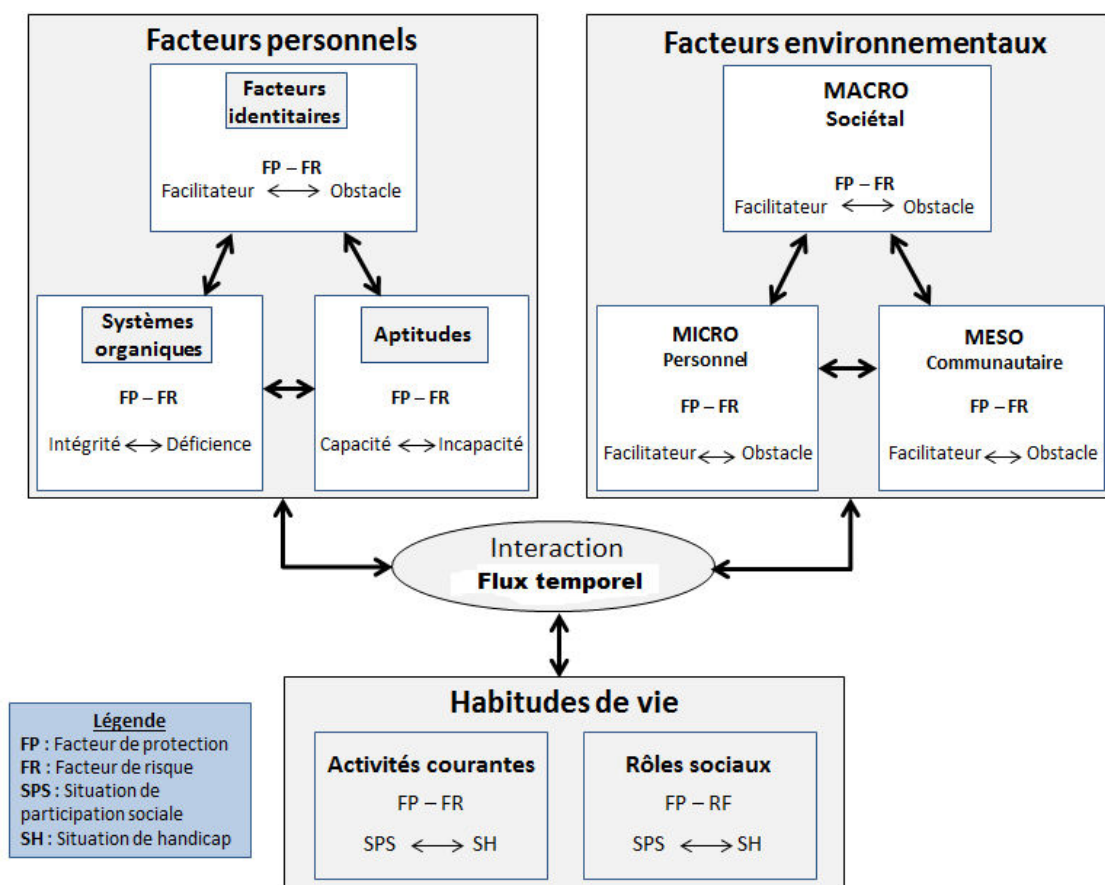 Facteurs personnels
Facteurs
identitaires
FP – FR
Facilitateur Obstacle
Systèmes
organiques
FP – FR
Intégrité Déficience
Aptitudes
FP – FR
Capacité Incapacité
Facteurs environnementaux
MACRO
Sociétal
FP – FR
Facilitateur Obstacle
MICRO
Personnel
FP – FR
Facilitateur Obstacle
MESO
Communautaire
FP – FR
Facilitateur Obstacle
Interaction
Flux temporel
Habitudes de vie
Activités courantes
FP – FR
SPS SH
Rôles sociaux
FP – RF
SPS SH
Légende
FP : Facteur de protection
FR : Facteur de risque
SPS : Situation de
participation sociale
SH : Situation de handicap